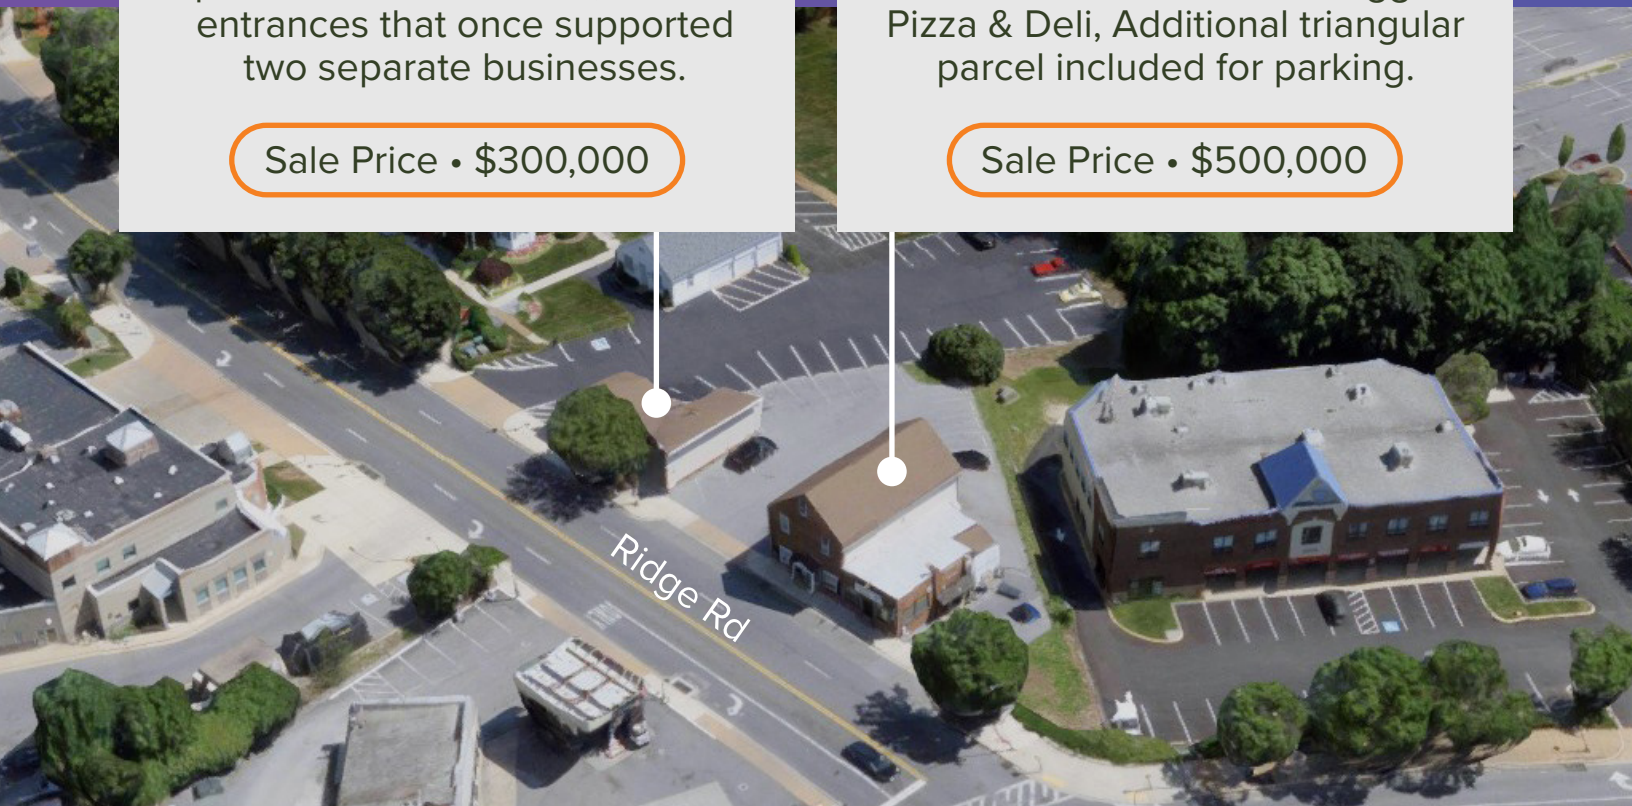 entrances that once supported
two separate businesses.
Sale Price • $300,000
Pizza & Deli, Additional triangular
parcel included for parking.
Sale Price • $500,000
Ridge Rd